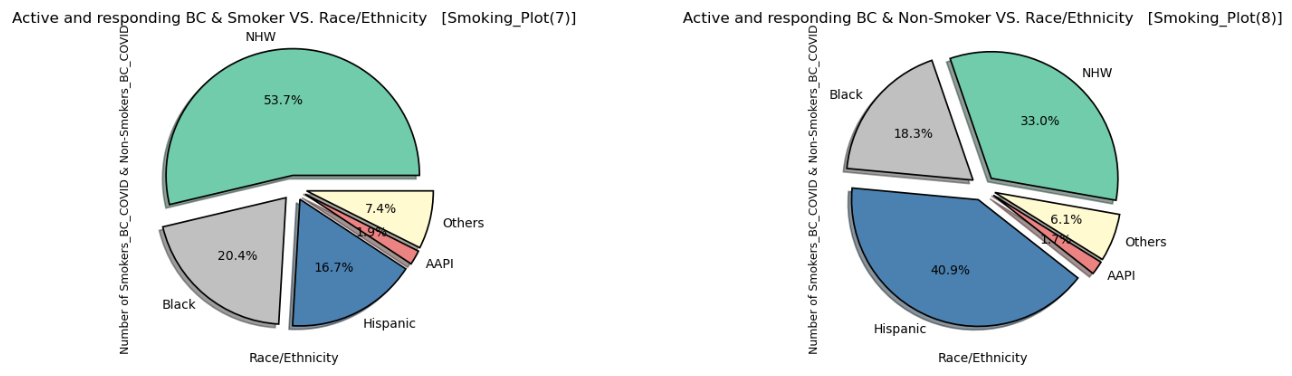 Active and responding BC & Smoker VS. Race/Ethnicity   [Smoking_Plot(7)]
Number of Smokers_BC_COVID & Non-Smokers_BC_COVID
NHW
53.7%
7.4%
Others
1.9%
AAPI
20.4%
16.7%
Black
Hispanic
Race/Ethnicity
Active and responding BC & Non-Smoker VS. Race/Ethnicity   [Smoking_Plot(8)]
Number of Smokers_BC_COVID & Non-Smokers_BC_COVID
NHW
Black
33.0%
18.3%
6.1%
Others
1.7%
AAPI
40.9%
Hispanic
Race/Ethnicity